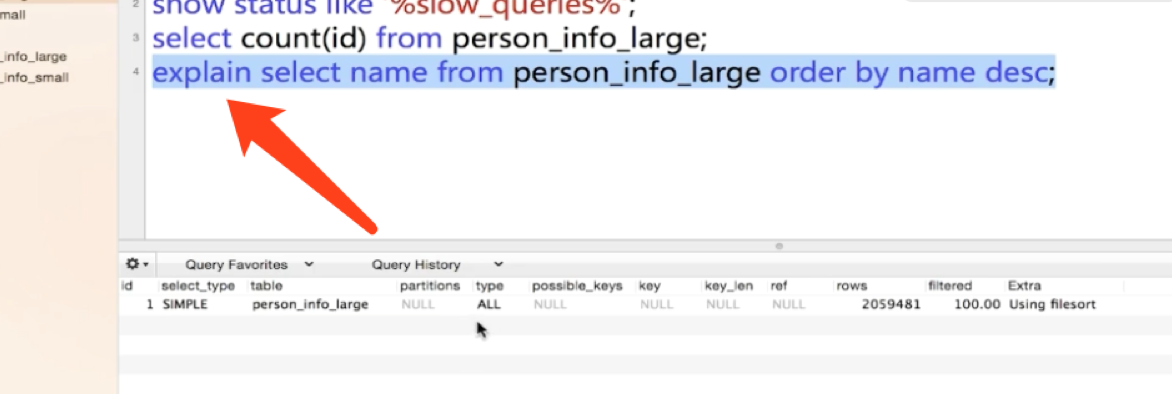 mall
_info_large
_info_small
2 show status like '%slow_queries%';
3 select count(id) from person_info_large;
4 explain select name from person_info_large order by name desc;
Query Favorites Query History
id select_type table partitions type possible_keys key key_len ref rows filtered Extra
1 SIMPLE person_info_large NULL ALL NULL NULL NULL NULL 2059481 100.00 Using filesort